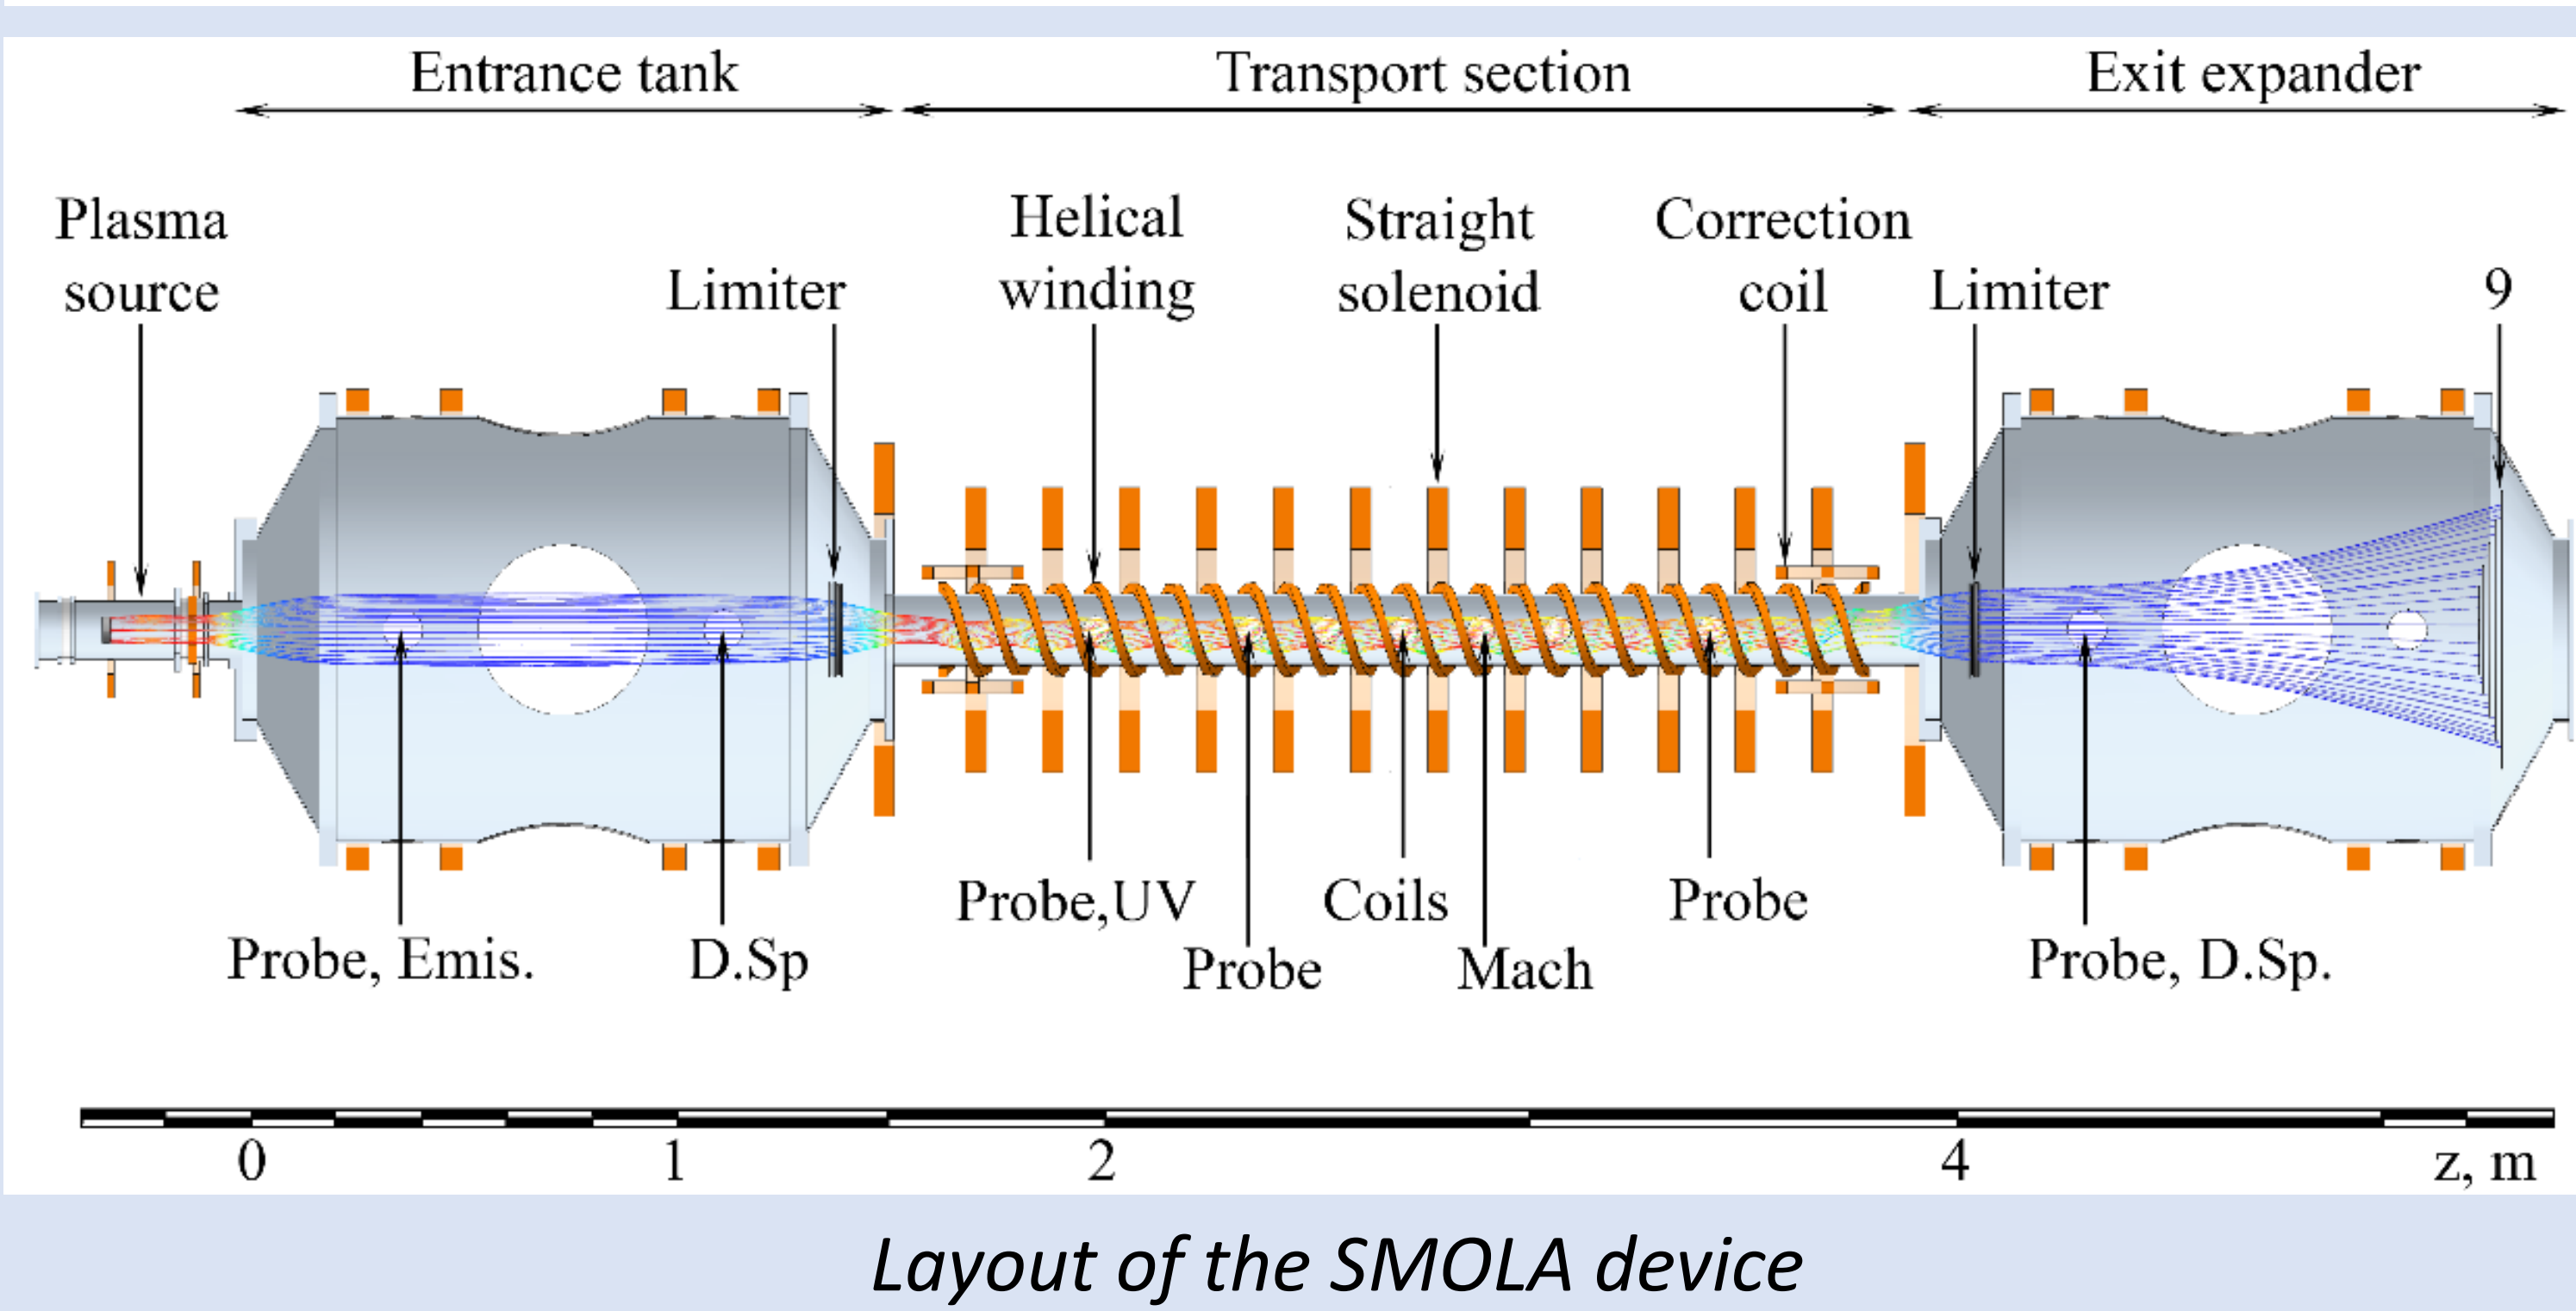 Entrance tank
Transport section
Exit expander
Plasma
source
Limiter
Helical
winding
Straight
solenoid
Correction
coil
Limiter
9
Probe, Emis.
D.Sp
Probe,UV
Probe
Coils
Mach
Probe
Probe, D.Sp.
0
1
2
4
z, m
Layout of the SMOLA device